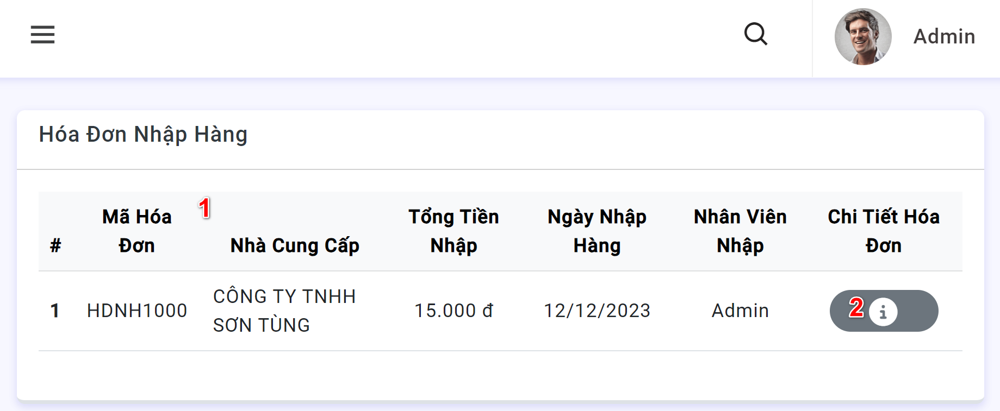 Admin
Hóa Đơn Nhập Hàng
1
# Mã Hóa Đơn Nhà Cung Cấp Tổng Tiền Nhập Ngày Nhập Hàng Nhân Viên Nhập Chi Tiết Hóa Đơn
1 HDNH1000 CÔNG TY TNHH SƠN TÙNG 15.000 đ 12/12/2023 Admin 2